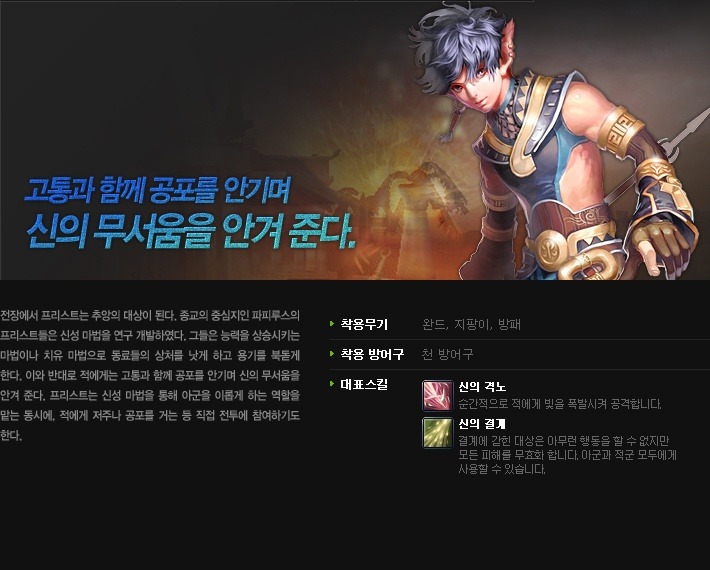 고통과 함께 공포를 안기며
신의 무서움을 안겨 준다.
전장에서 프리스트는 추앙의 대상이 된다. 종교의 중심지인 파피루스의
프리스트들은 신성 마법을 연구 개발하였다. 그들은 능력을 상승시키는
마법이나 치유 마법으로 동료들의 상처를 낫게 하고 용기를 북돋게
한다. 이와 반대로 적에게는 고통과 함께 공포를 안기며 신의 무서움을
안겨 준다. 프리스트는 신성 마법을 통해 아군을 이롭게 하는 역할을
맡는 동시에, 적에게 저주나 공포를 거는 등 직접 전투에 참여하기도
한다.
착용무기 완드, 지팡이, 방패
착용 방어구 천 방어구
대표스킬
신의 격노
순간적으로 적에게 빛을 폭발시켜 공격합니다.
신의 결계
결계에 갇힌 대상은 아무런 행동을 할 수 없지만
모든 피해를 무효화 합니다. 아군과 적군 모두에게
사용할 수 있습니다.